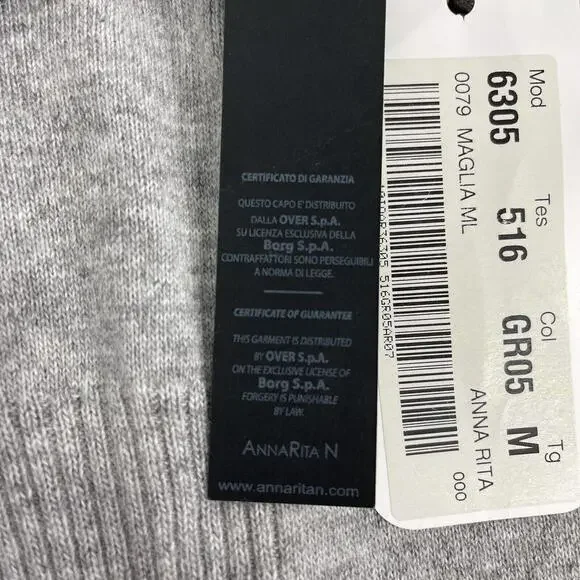 CERTIFICATO DI GARANZIA
QUESTO CAPO E' DISTRIBUITO
DALLA OVER S.p.A.
SU LICENZA ESCLUSIVA DELLA
Borg S.p.A.
CONTRAFFATTORI SONO PERSEGUIBILI
A NORMA DI LEGGE.
CERTIFICATE OF GUARANTEE
THIS GARMENT IS DISTRIBUTED
BY OVER S.p.A.
ON THE EXCLUSIVE LICENSE OF
Borg S.p.A.
FORGERY IS PUNISHABLE
BY LAW.
ANNARITA N
www.annaritan.com
Mod Tes Col Tg
6305 516 GR05 M
0079 MAGLIA ML ANNA RITA
000
516GR05AR07